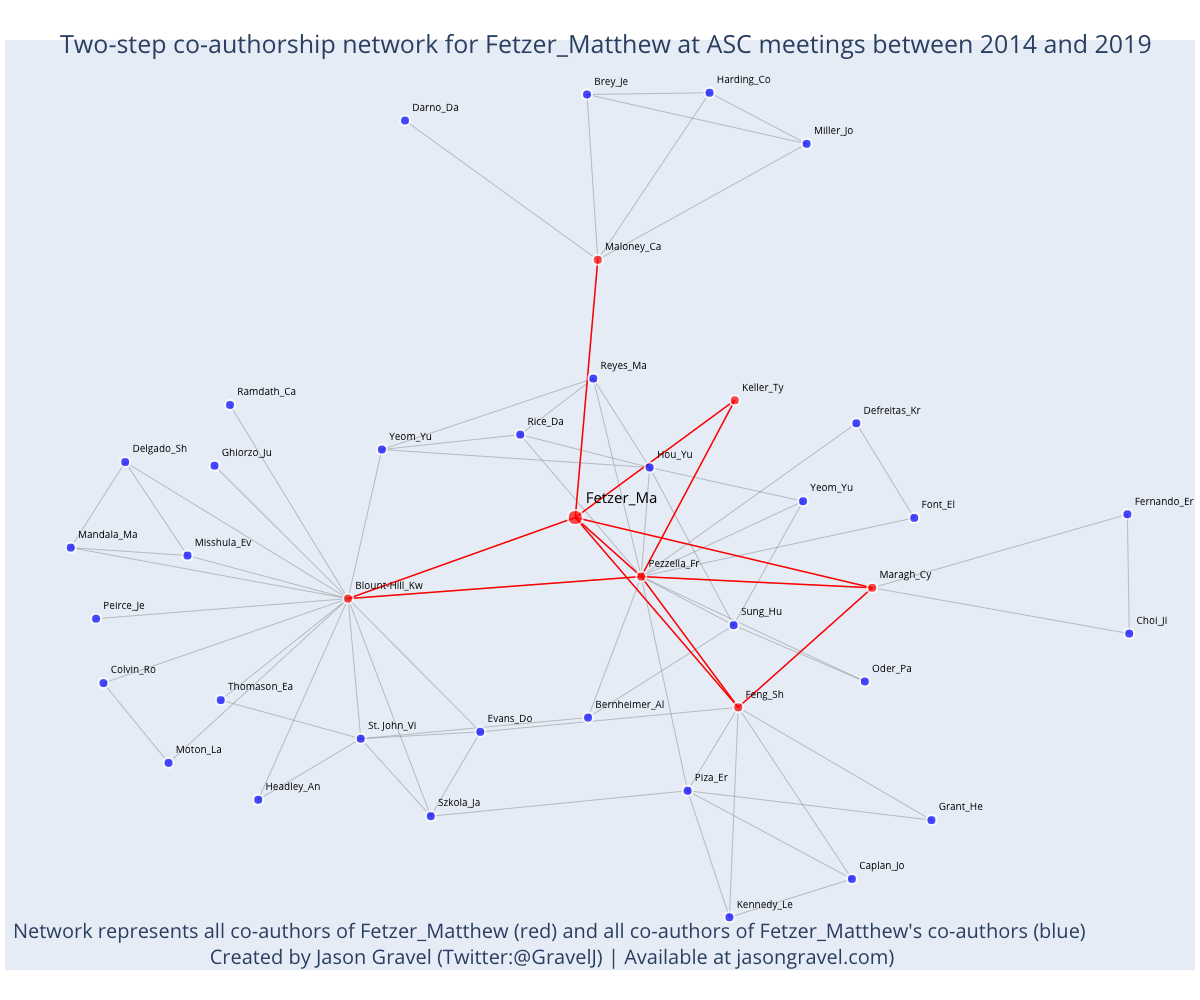 Two-step co-authorship network for Fetzer_Matthew at ASC meetings between 2014 and 2019
Brey_Je
Harding_Co
Darno_Da
Miller_Jo
Maloney_Ca
Reyes_Ma
Keller_Ty
Ramdath_Ca
Defreitas_Kr
Rice_Da
Yeom_Yu
Delgado_Sh
Ghiorzo_Ju
Hou_Yu
Yeom_Yu
Fetzer_Ma
Font_El
Fernando_Er
Mandala_Ma
Misshula_Ev
Pezzella_Fr
Maragh_Cy
Blount-Hill_Kw
Peirce_Je
Sung_Hu
Choi_Ji
Colvin_Ro
Oder_Pa
Thomason_Ea
Feng_Sh
Bernheimer_Al
Evans_Do
St. John_Vi
Moton_La
Piza_Er
Headley_An
Szkola_Ja
Grant_He
Caplan_Jo
Kennedy_Le
Network represents all co-authors of Fetzer_Matthew (red) and all co-authors of Fetzer_Matthew's co-authors (blue)
Created by Jason Gravel (Twitter:@GravelJ) | Available at jasongravel.com)